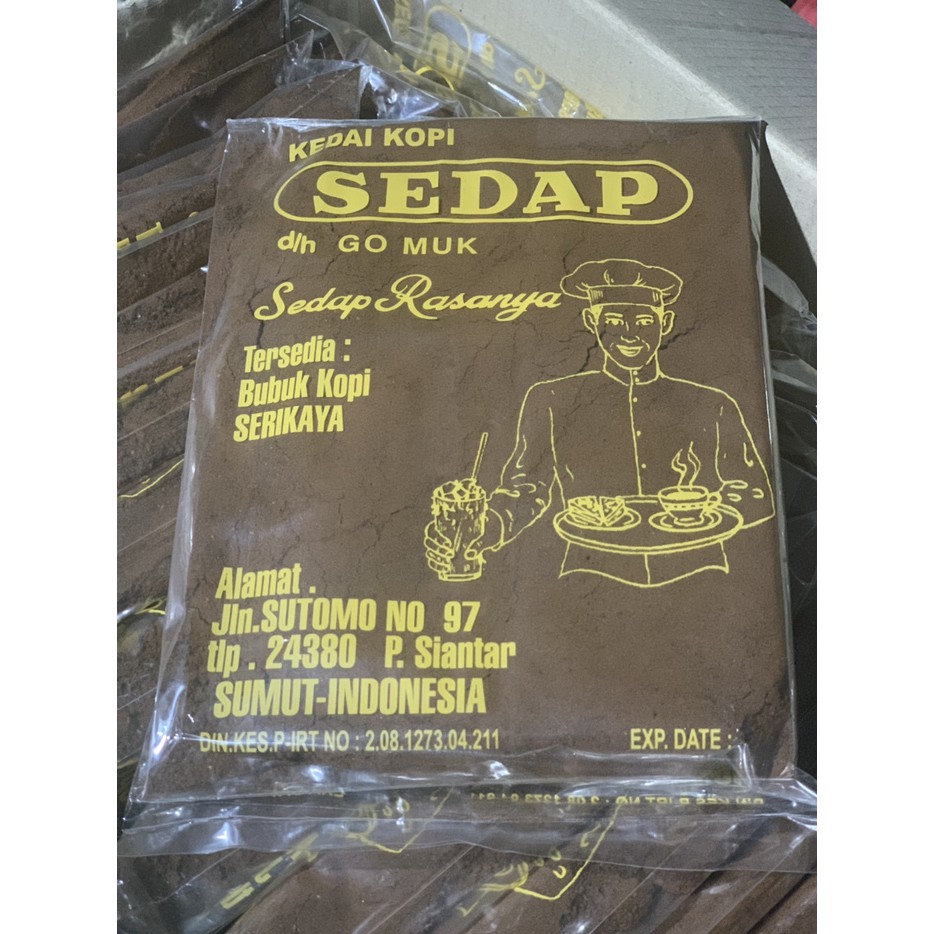 KEDAI KOPI
SEDAP
d/h GO MUK
Sedap Rasanya
Tersedia :
Bubuk Kopi
SERIKAYA
Alamat .
Jln.SUTOMO NO 97
tlp . 24380 P. Siantar
SUMUT-INDONESIA
DIN.KES.P-IRT NO : 2.08.1273.04.211
EXP. DATE :